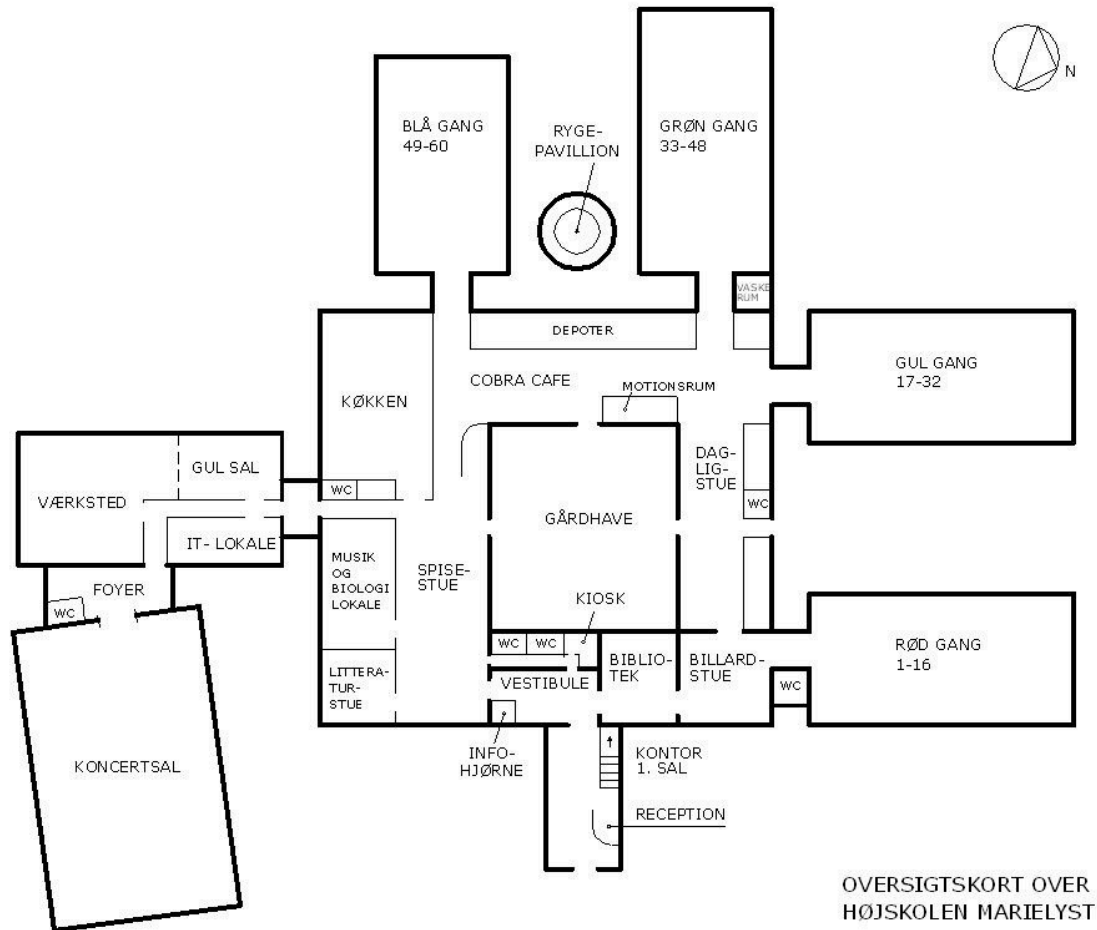 N
BLÅ GANG
49-60
RYGE-
PAVILLION
GRØN GANG
33-48
VASKE
RUM
DEPOTER
GUL GANG
17-32
COBRA CAFE
MOTIONSRUM
KØKKEN
GUL SAL
DAG-
LIG-
STUE
VÆRKSTED
WC
WC
GÅRDHAVE
IT- LOKALE
MUSIK
OG
BIOLOGI
LOKALE
SPISE-
STUE
FOYER
KIOSK
WC
WC
WC
BIBLIO-
TEK
BILLARD-
STUE
RØD GANG
1-16
LITTERA-
TUR-
STUE
VESTIBULE
WC
INFO-
HJØRNE
KONTOR
1. SAL
KONCERTSAL
RECEPTION
OVERSIGTSKORT OVER
HØJSKOLEN MARIELYST